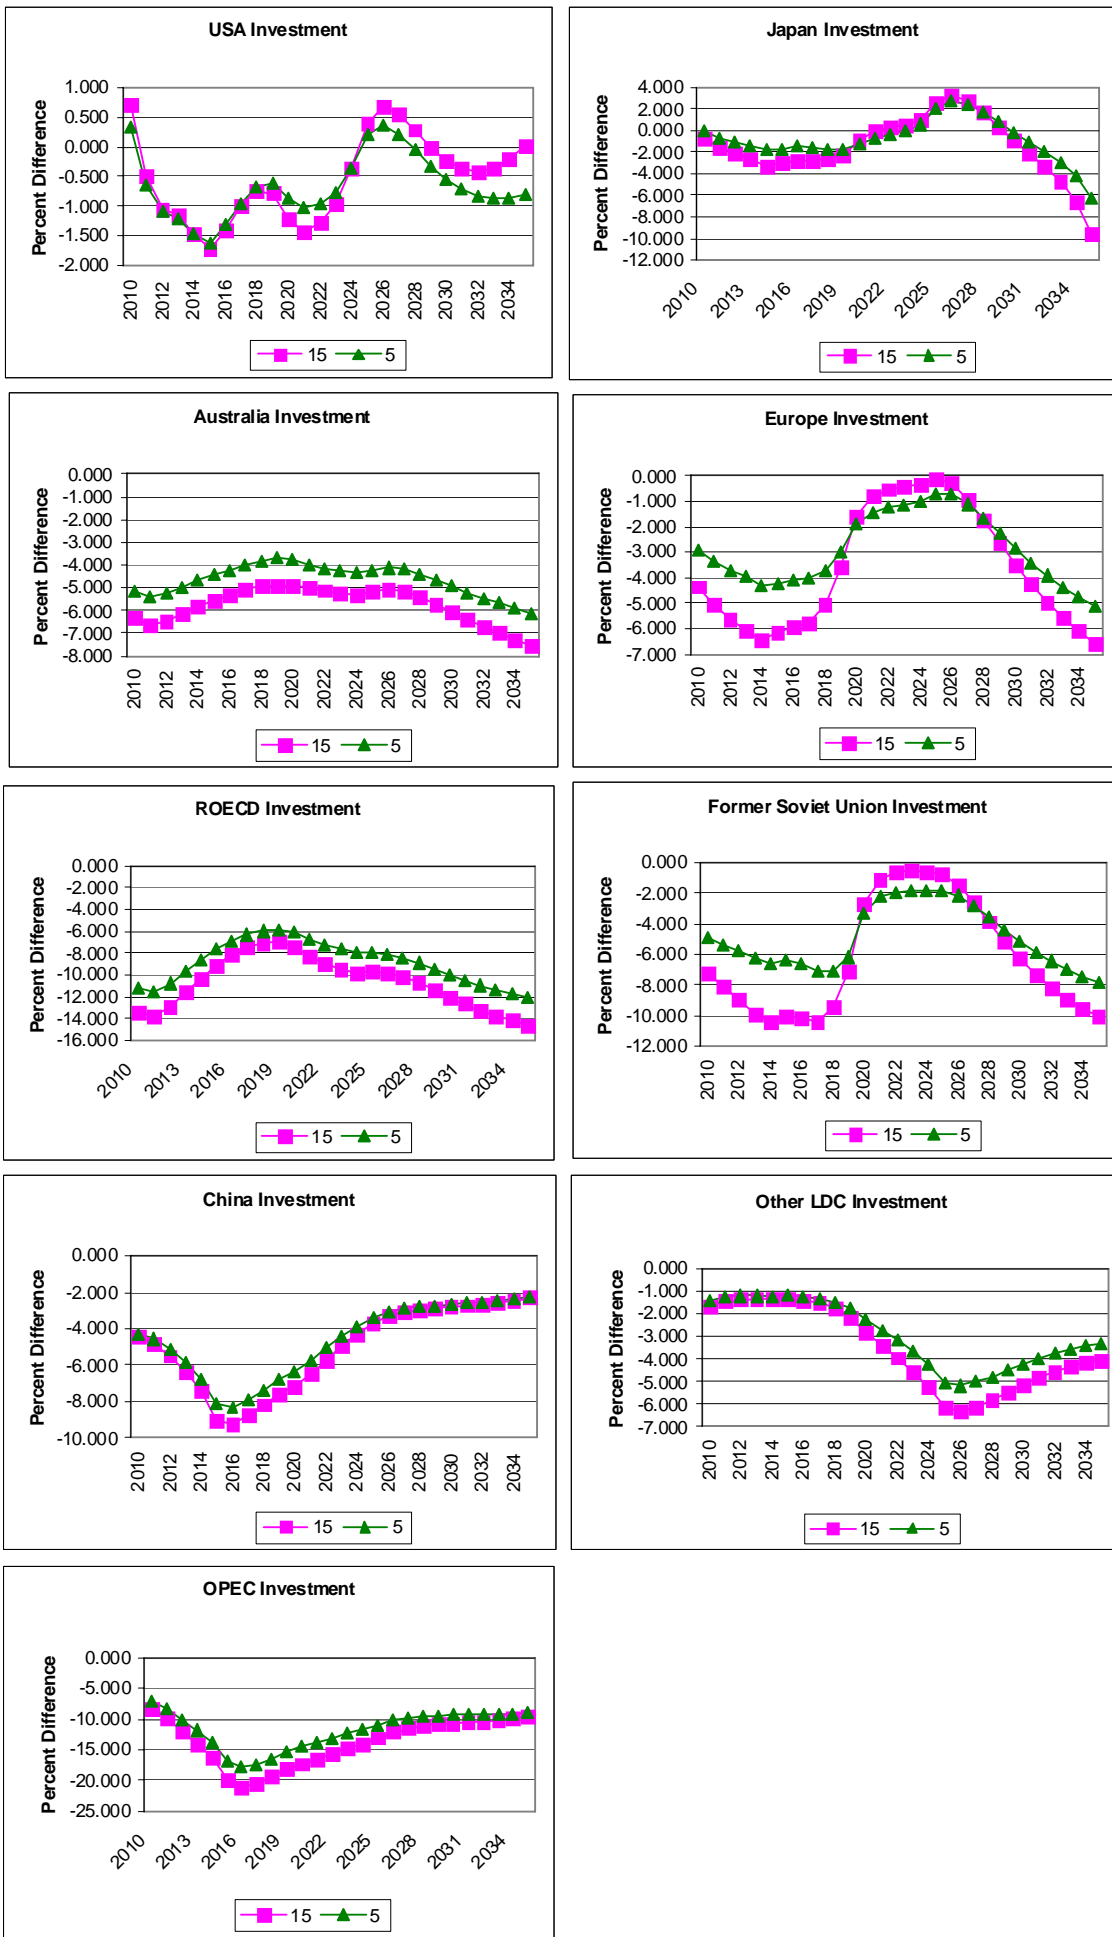 USA Investment
Percent Difference
1.000
0.500
0.000
-0.500
-1.000
-1.500
-2.000
2010 2012 2014 2016 2018 2020 2022 2024 2026 2028 2030 2032 2034
15 5
Japan Investment
Percent Difference
4.000
2.000
0.000
-2.000
-4.000
-6.000
-8.000
-10.000
-12.000
2010 2013 2016 2019 2022 2025 2028 2031 2034
15 5
Australia Investment
Percent Difference
0.000
-1.000
-2.000
-3.000
-4.000
-5.000
-6.000
-7.000
-8.000
2010 2012 2014 2016 2018 2020 2022 2024 2026 2028 2030 2032 2034
15 5
Europe Investment
Percent Difference
0.000
-1.000
-2.000
-3.000
-4.000
-5.000
-6.000
-7.000
2010 2012 2014 2016 2018 2020 2022 2024 2026 2028 2030 2032 2034
15 5
ROECD Investment
Percent Difference
0.000
-2.000
-4.000
-6.000
-8.000
-10.000
-12.000
-14.000
-16.000
2010 2013 2016 2019 2022 2025 2028 2031 2034
15 5
Former Soviet Union Investment
Percent Difference
0.000
-2.000
-4.000
-6.000
-8.000
-10.000
-12.000
2010 2012 2014 2016 2018 2020 2022 2024 2026 2028 2030 2032 2034
15 5
China Investment
Percent Difference
0.000
-2.000
-4.000
-6.000
-8.000
-10.000
2010 2012 2014 2016 2018 2020 2022 2024 2026 2028 2030 2032 2034
15 5
Other LDC Investment
Percent Difference
0.000
-1.000
-2.000
-3.000
-4.000
-5.000
-6.000
-7.000
2010 2012 2014 2016 2018 2020 2022 2024 2026 2028 2030 2032 2034
15 5
OPEC Investment
Percent Difference
0.000
-5.000
-10.000
-15.000
-20.000
-25.000
2010 2013 2016 2019 2022 2025 2028 2031 2034
15 5